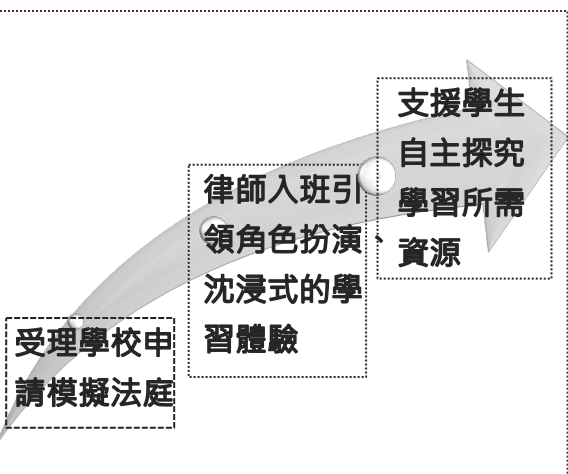 受理學校申
請模擬法庭
律師入班引
領角色扮演、
沈浸式的學
習體驗
支援學生
自主探究
學習所需
資源